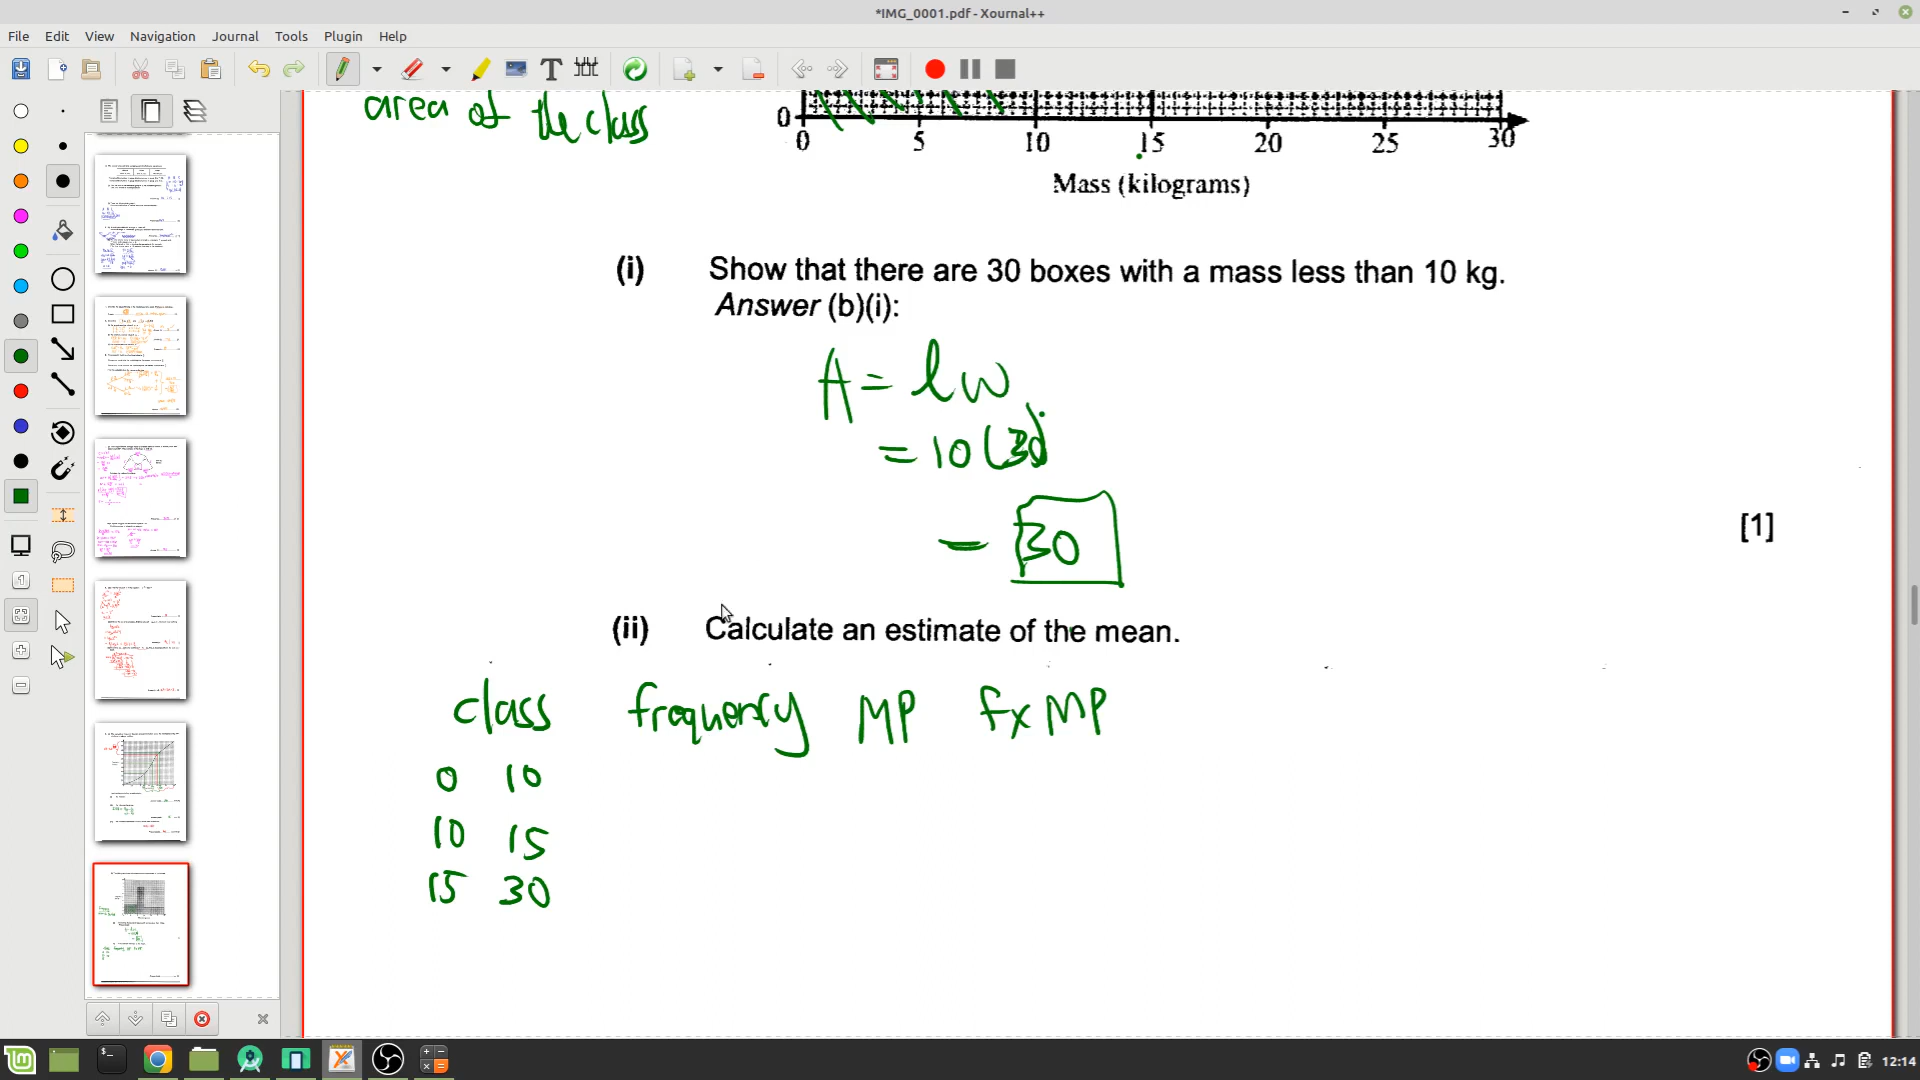 *IMG_0001.pdf - Xournal++
File Edit View Navigation Journal Tools Plugin Help
area of the class
0
0 5 10 15 20 25 30
Mass (kilograms)
(i) Show that there are 30 boxes with a mass less than 10 kg.
Answer (b)(i):
A = lw
= 10(30)
= 30
[1]
(ii) Calculate an estimate of the mean.
class frequency MP f x MP
0 10
10 15
15 30
12:14